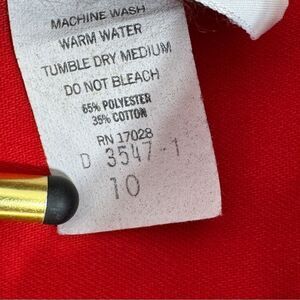 MACHINE WASH
WARM WATER
TUMBLE DRY MEDIUM
DO NOT BLEACH
65% POLYESTER
35% COTTON
RN 17028
D 3547-1
10